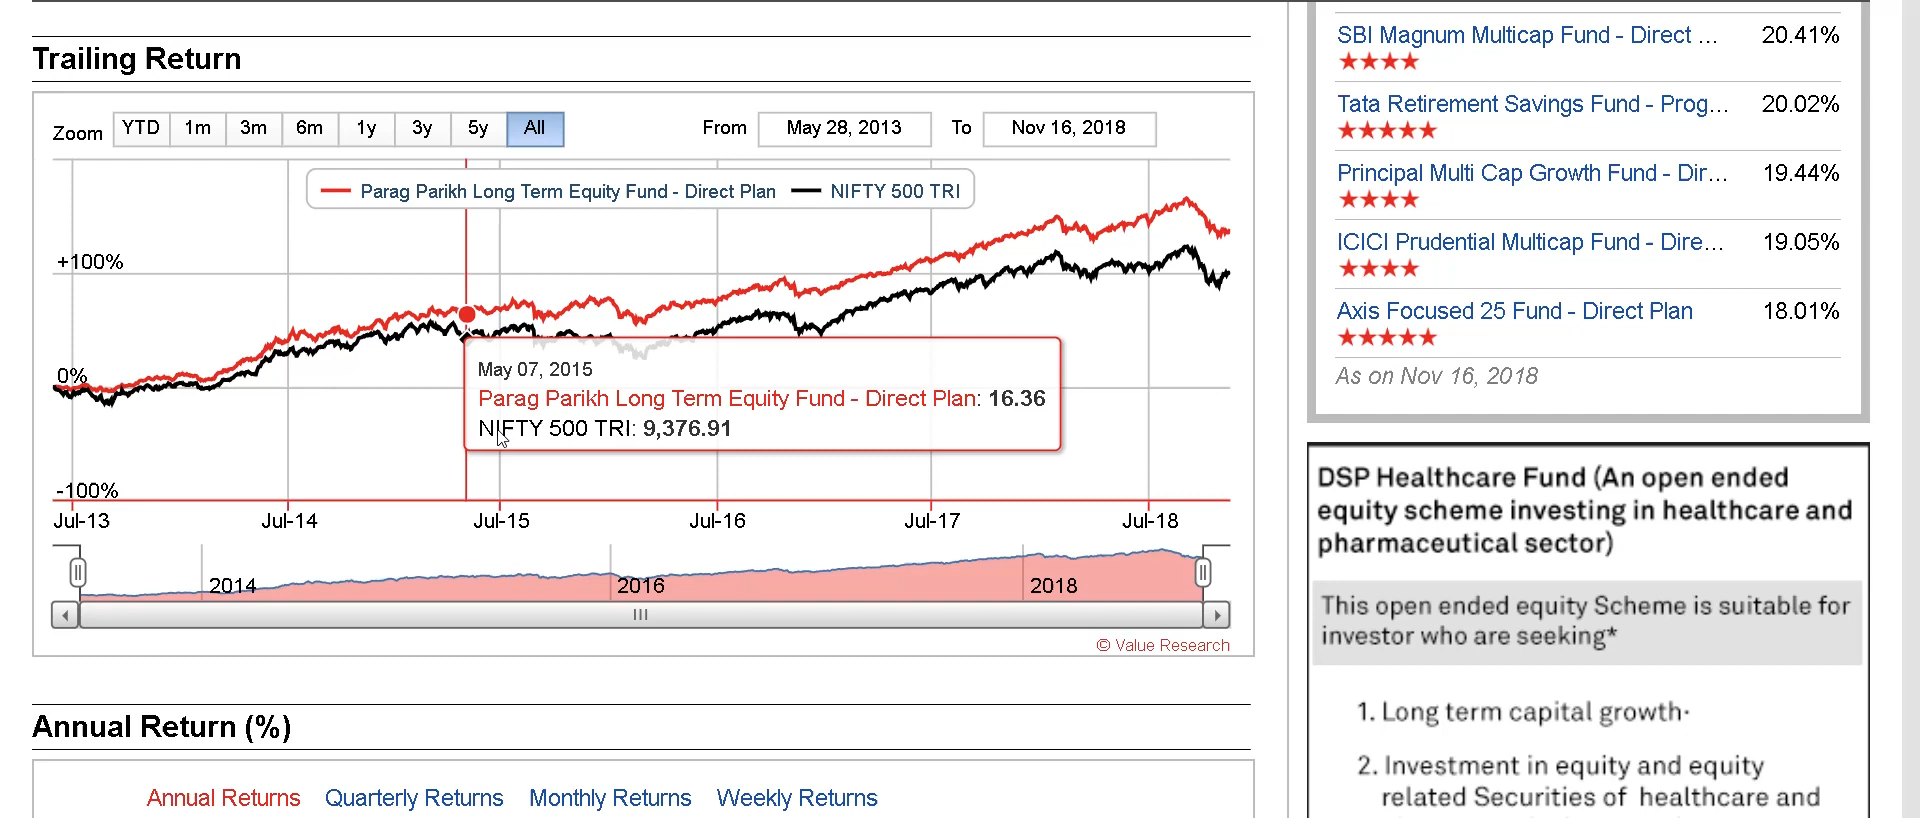 Trailing Return
Zoom YTD 1m 3m 6m 1y 3y 5y All From May 28, 2013 To Nov 16, 2018
Parag Parikh Long Term Equity Fund - Direct Plan NIFTY 500 TRI
+100%
0%
May 07, 2015
Parag Parikh Long Term Equity Fund - Direct Plan: 16.36
NIFTY 500 TRI: 9,376.91
-100%
Jul-13 Jul-14 Jul-15 Jul-16 Jul-17 Jul-18
2014 2016 2018
© Value Research
Annual Return (%)
Annual Returns Quarterly Returns Monthly Returns Weekly Returns
SBI Magnum Multicap Fund - Direct ... 20.41%
★★★★
Tata Retirement Savings Fund - Prog... 20.02%
★★★★★
Principal Multi Cap Growth Fund - Dir... 19.44%
★★★★
ICICI Prudential Multicap Fund - Dire... 19.05%
★★★★
Axis Focused 25 Fund - Direct Plan 18.01%
★★★★★
As on Nov 16, 2018
DSP Healthcare Fund (An open ended
equity scheme investing in healthcare and
pharmaceutical sector)
This open ended equity Scheme is suitable for
investor who are seeking*
1. Long term capital growth·
2. Investment in equity and equity
related Securities of healthcare and